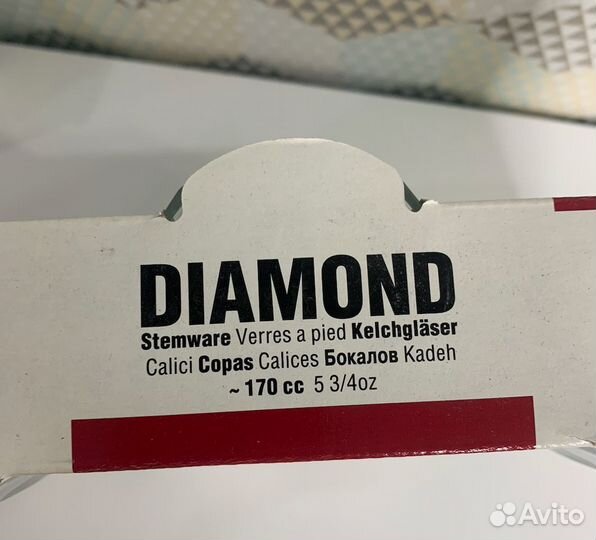 DIAMOND
Stemware Verres a pied Kelchgläser
Calici Copas Calices Бокалов Kadeh
~ 170 cc 5 3/4oz
Avito